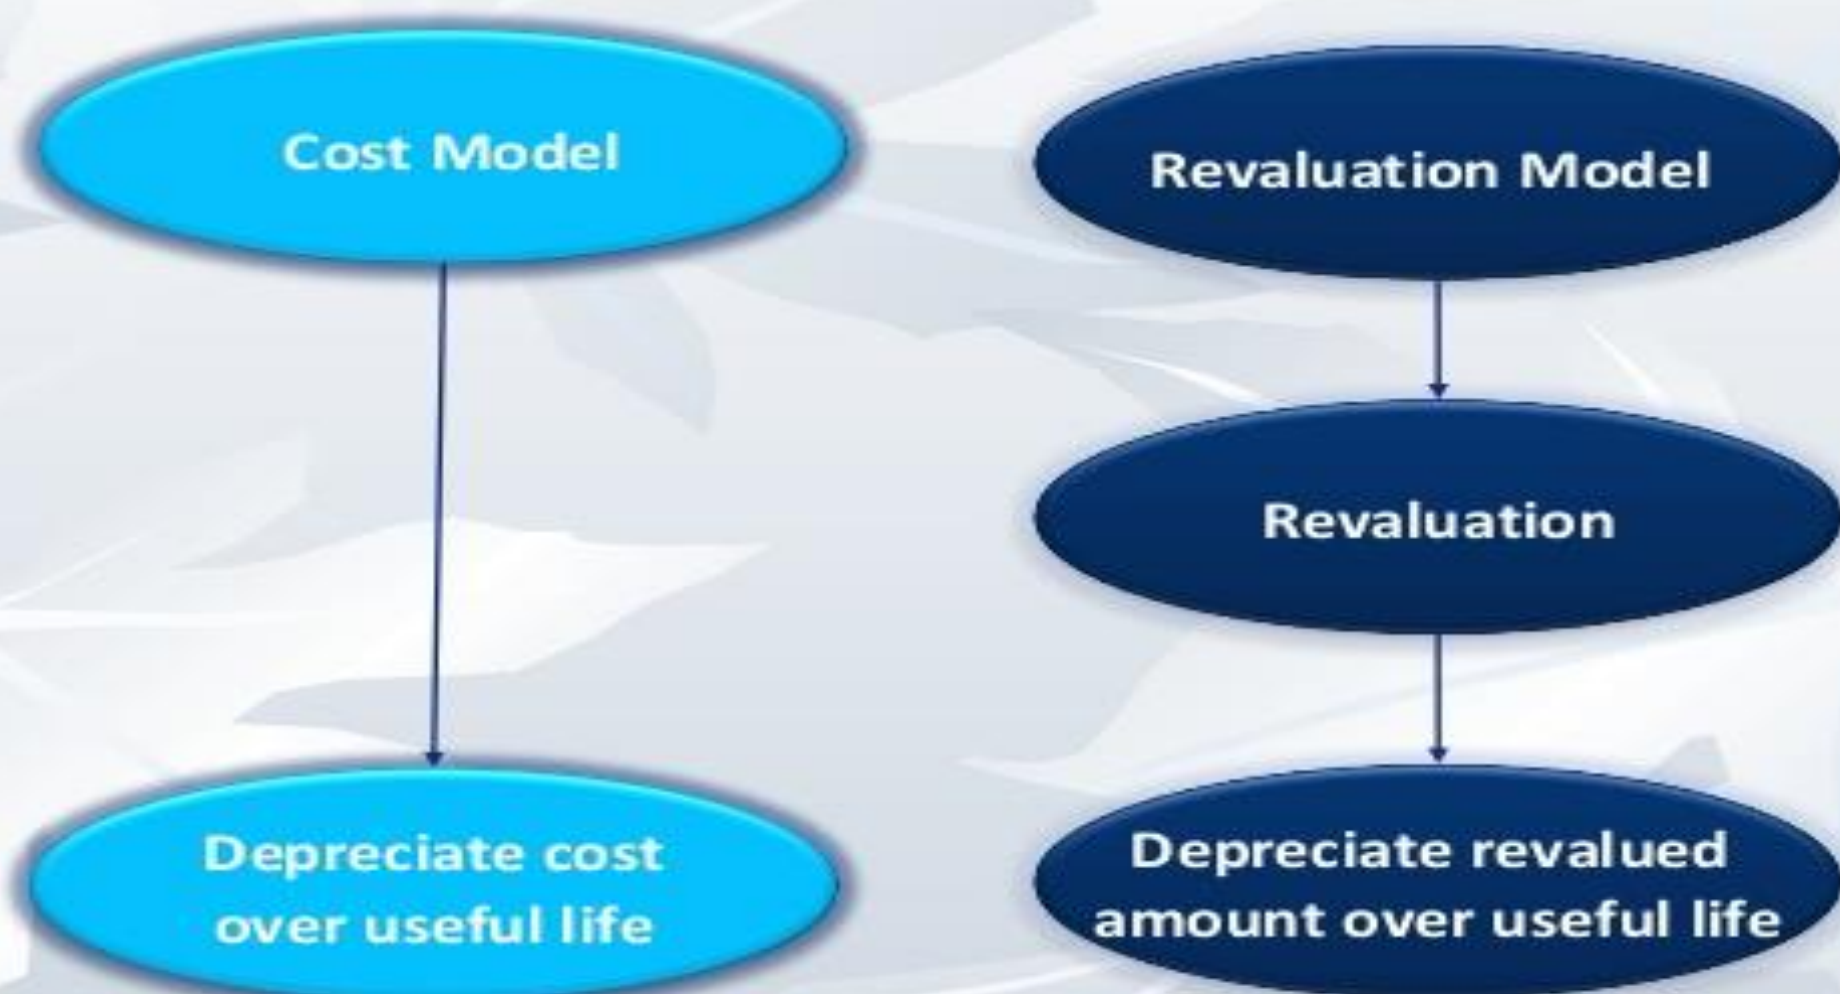 Cost Model
Revaluation Model
Revaluation
Depreciate cost
over useful life
Depreciate revalued
amount over useful life